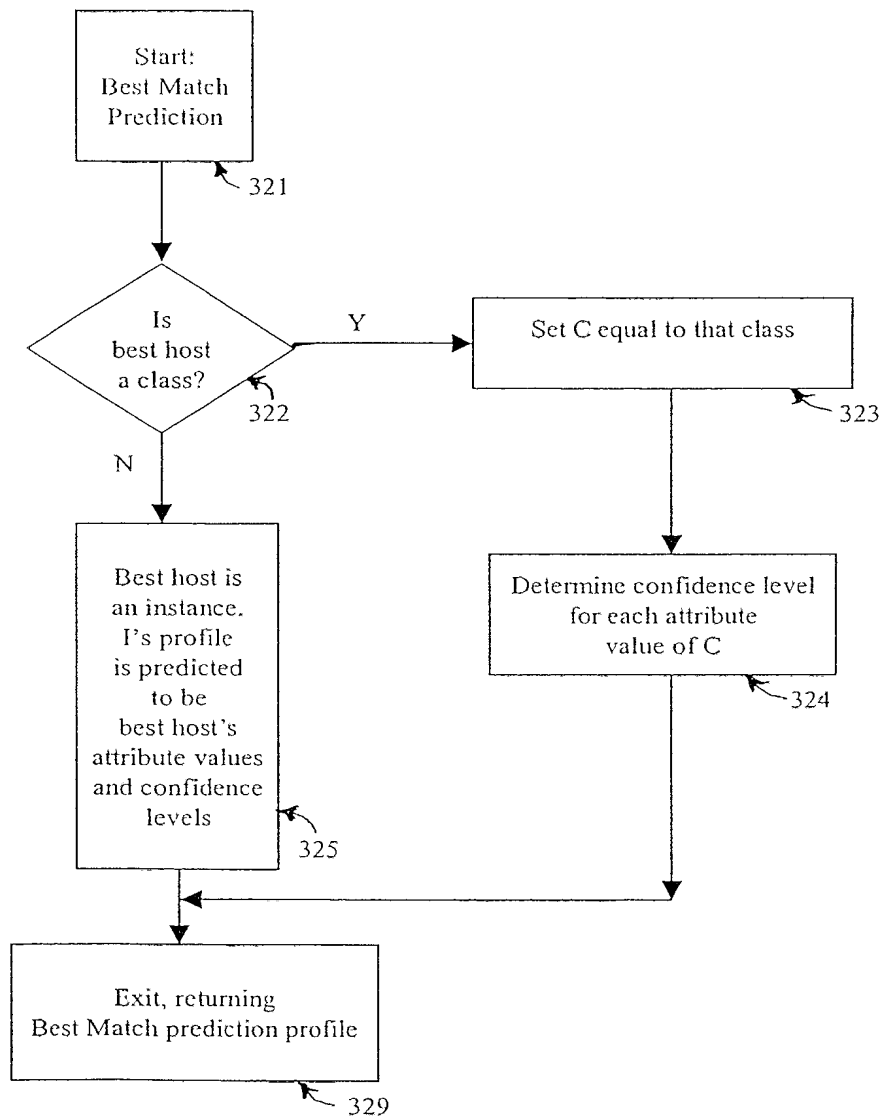 Start:
Best Match
Prediction
321
Is
best host
a class?
322
Y
N
Set C equal to that class
323
Determine confidence level
for each attribute
value of C
324
Best host is
an instance.
I's profile
is predicted
to be
best host's
attribute values
and confidence
levels
325
Exit, returning
Best Match prediction profile
329